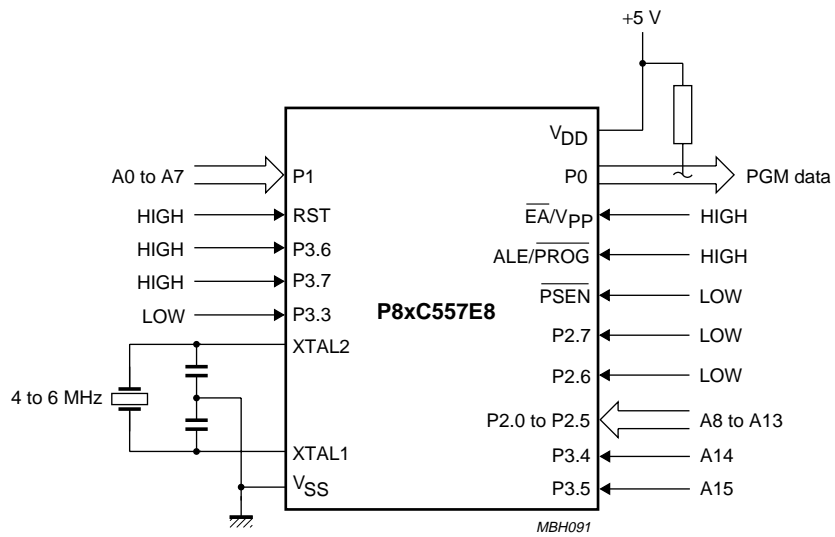 +5 V
VDD
A0 to A7
P1
P0
PGM data
HIGH
RST
EA/VPP
HIGH
HIGH
P3.6
ALE/PROG
HIGH
HIGH
P3.7
PSEN
LOW
LOW
P3.3
P8xC557E8
P2.7
LOW
XTAL2
P2.6
LOW
4 to 6 MHz
P2.0 to P2.5
A8 to A13
XTAL1
P3.4
A14
VSS
P3.5
A15
MBH091